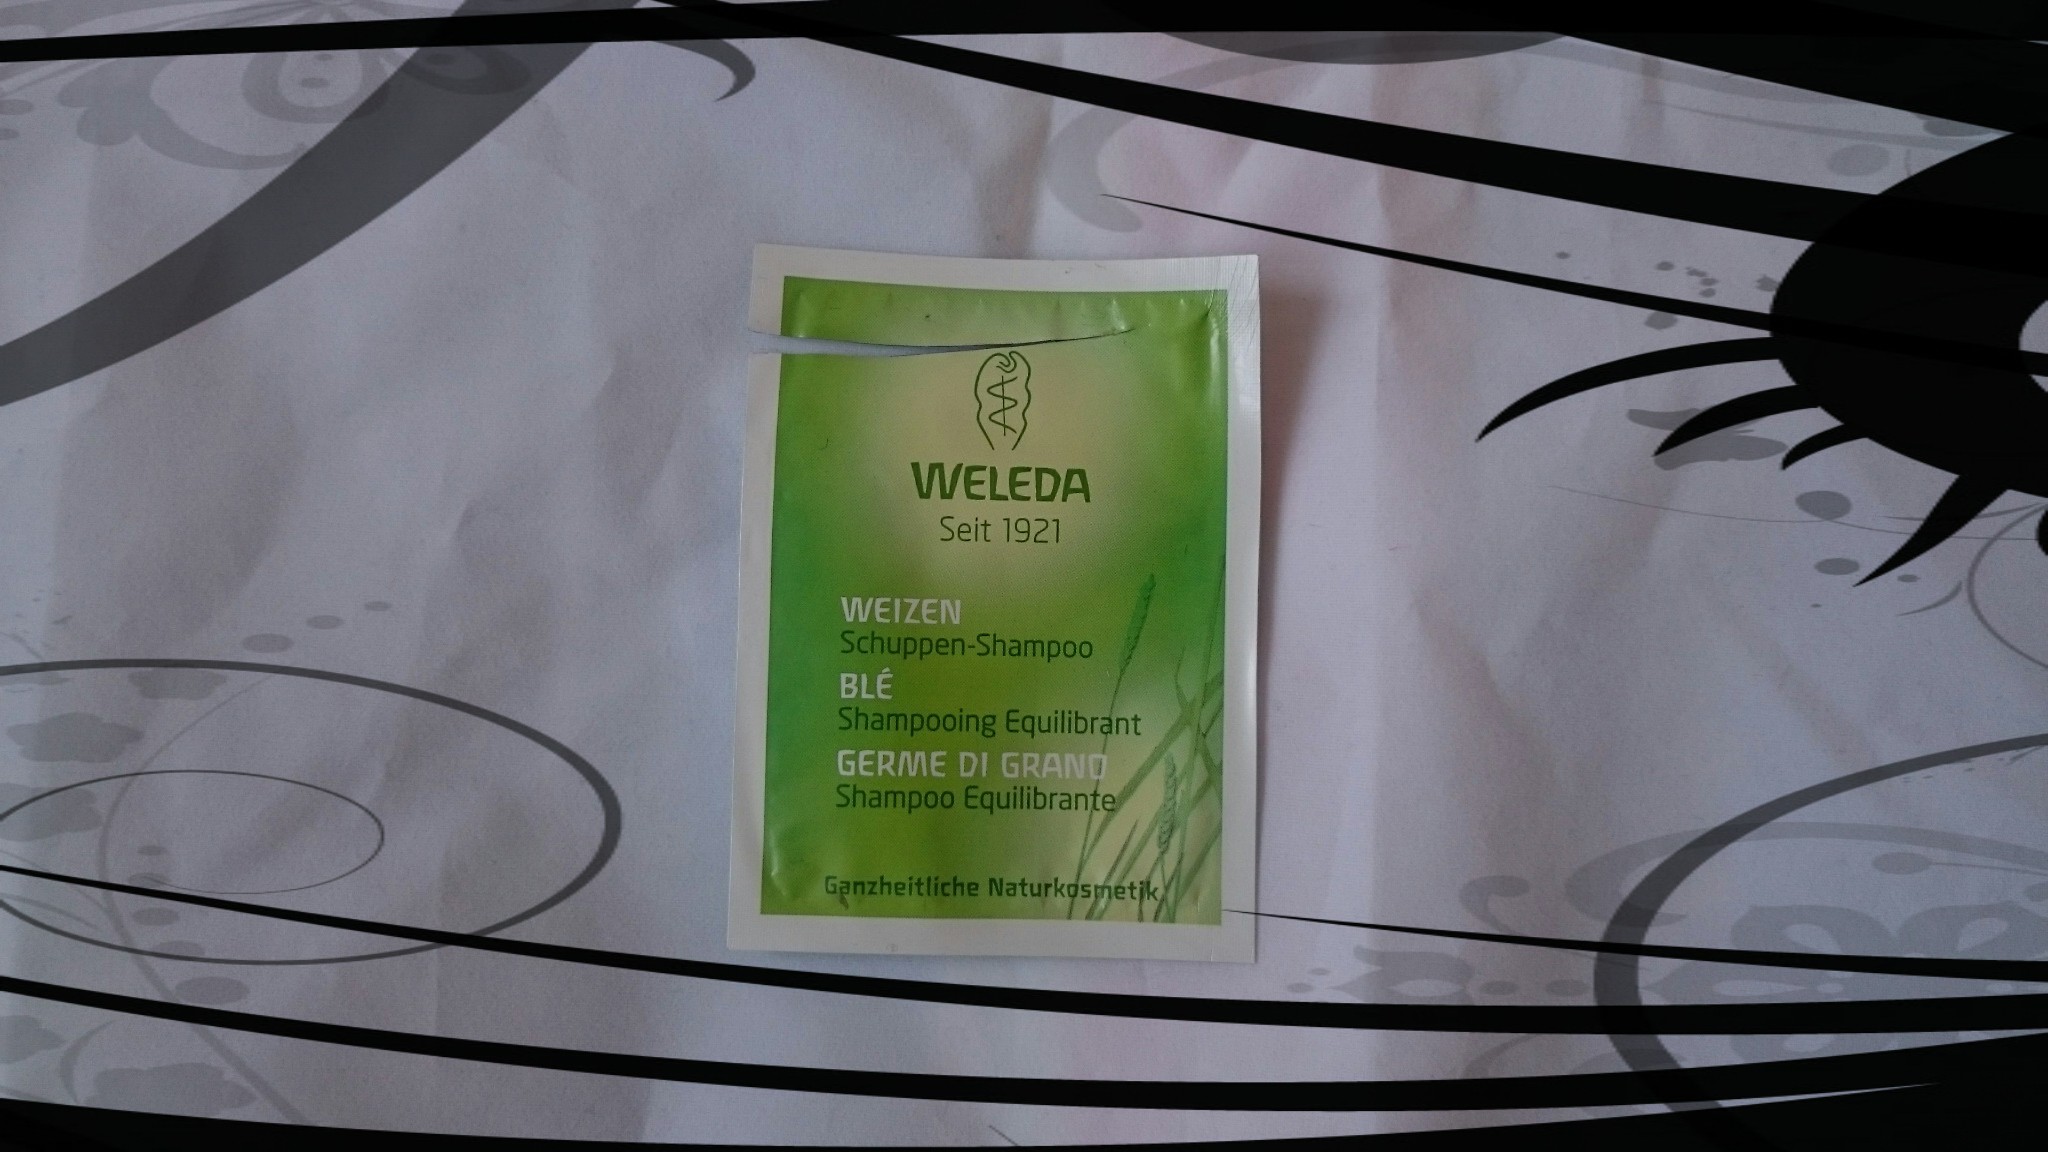 WELEDA
Seit 1921
WEIZEN
Schuppen-Shampoo
BLÉ
Shampooing Equilibrant
GERME DI GRANO
Shampoo Equilibrante
Ganzheitliche Naturkosmetik